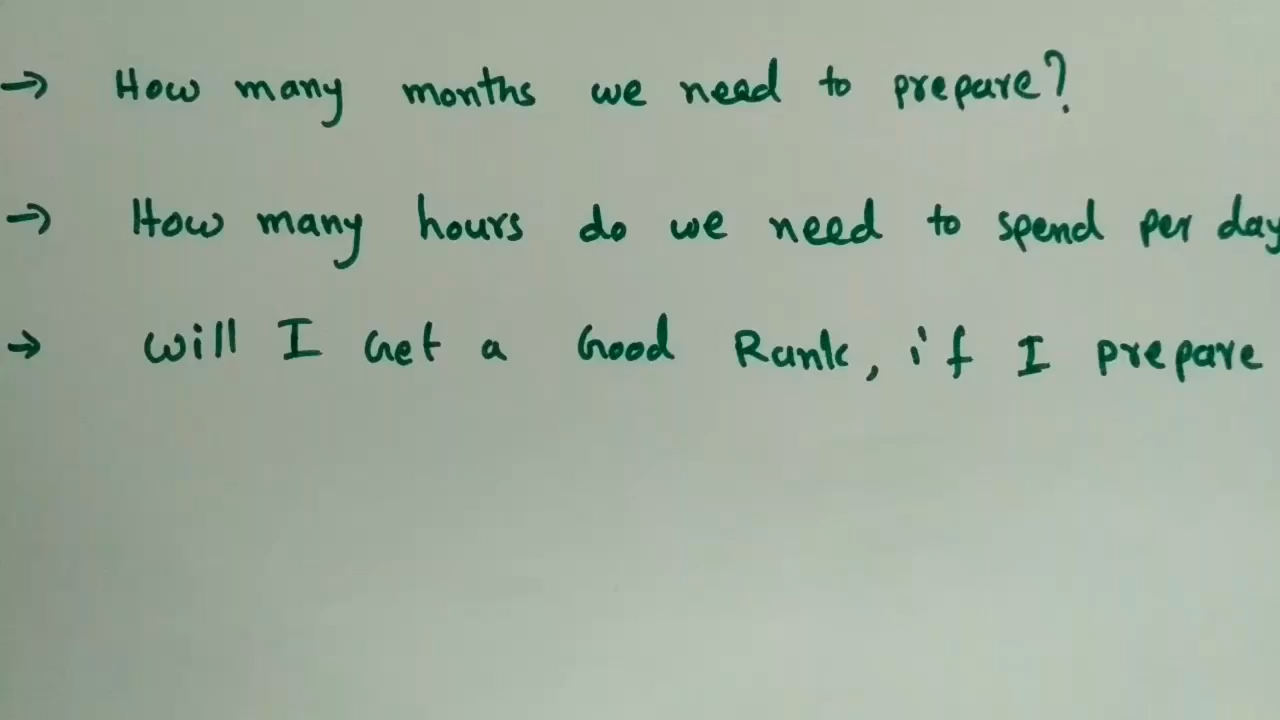 → How many months we need to prepare?
→ How many hours do we need to spend per day
→ will I Get a Good Rank, if I prepare